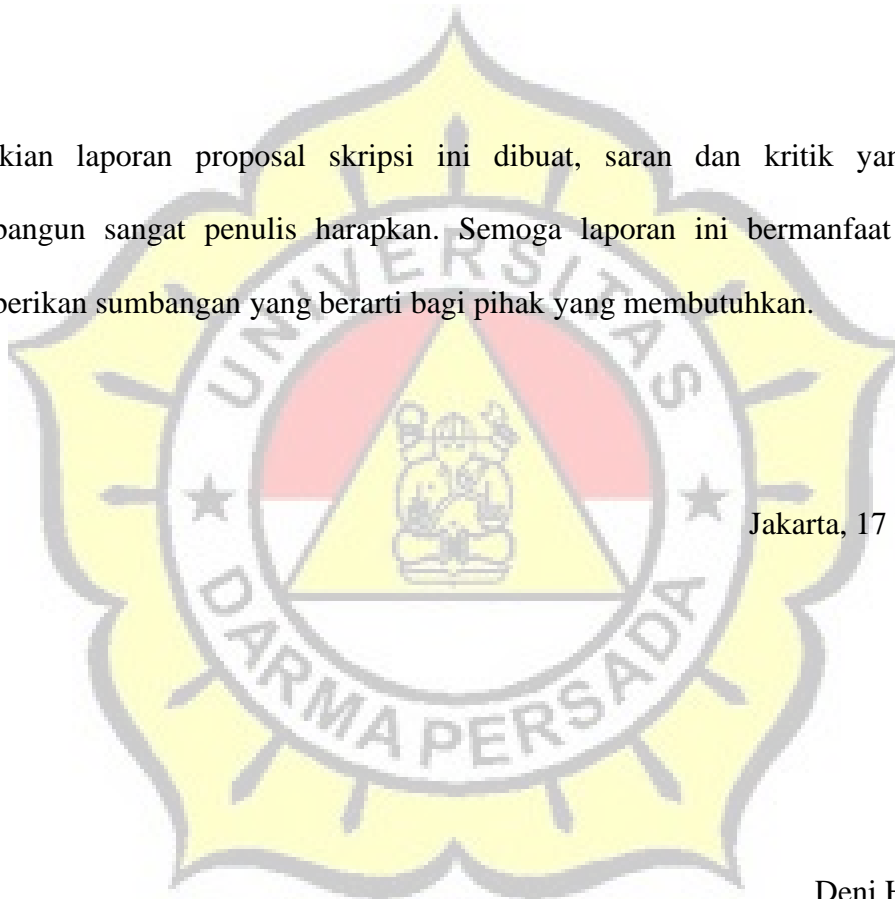 kian laporan proposal skripsi ini dibuat, saran dan kritik yan
bangun sangat penulis harapkan. Semoga laporan ini bermanfaat
berikan sumbangan yang berarti bagi pihak yang membutuhkan.
UNIVERSITAS
Jakarta, 17
DARMA PERSADA
Deni H